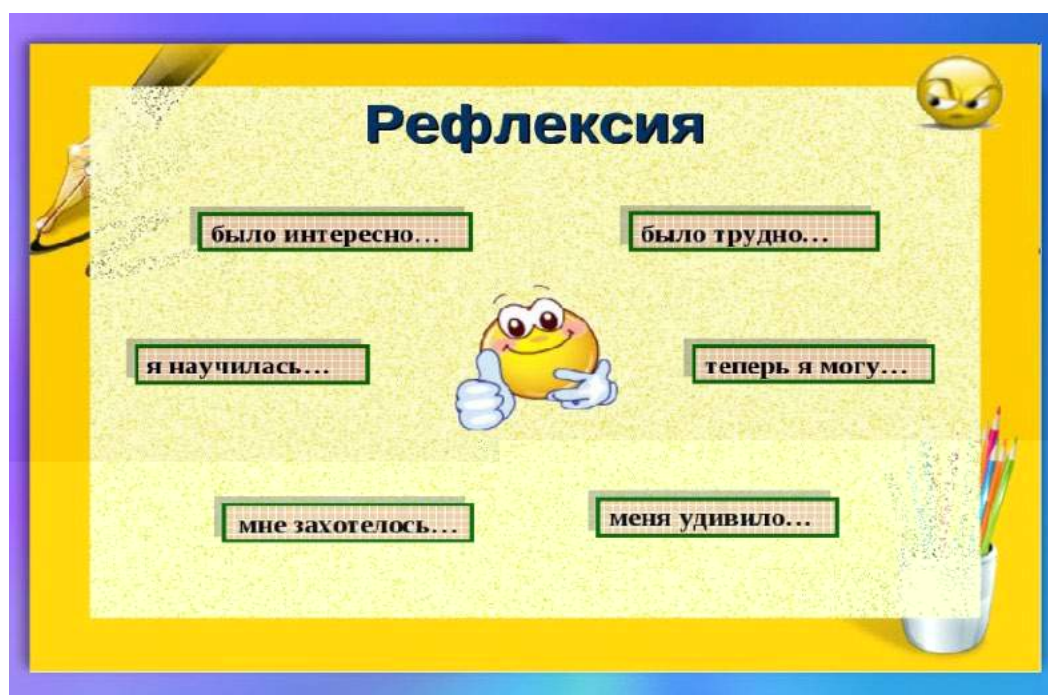 Рефлексия
было интересно…
было трудно…
я научилась…
теперь я могу…
мне захотелось…
меня удивило…